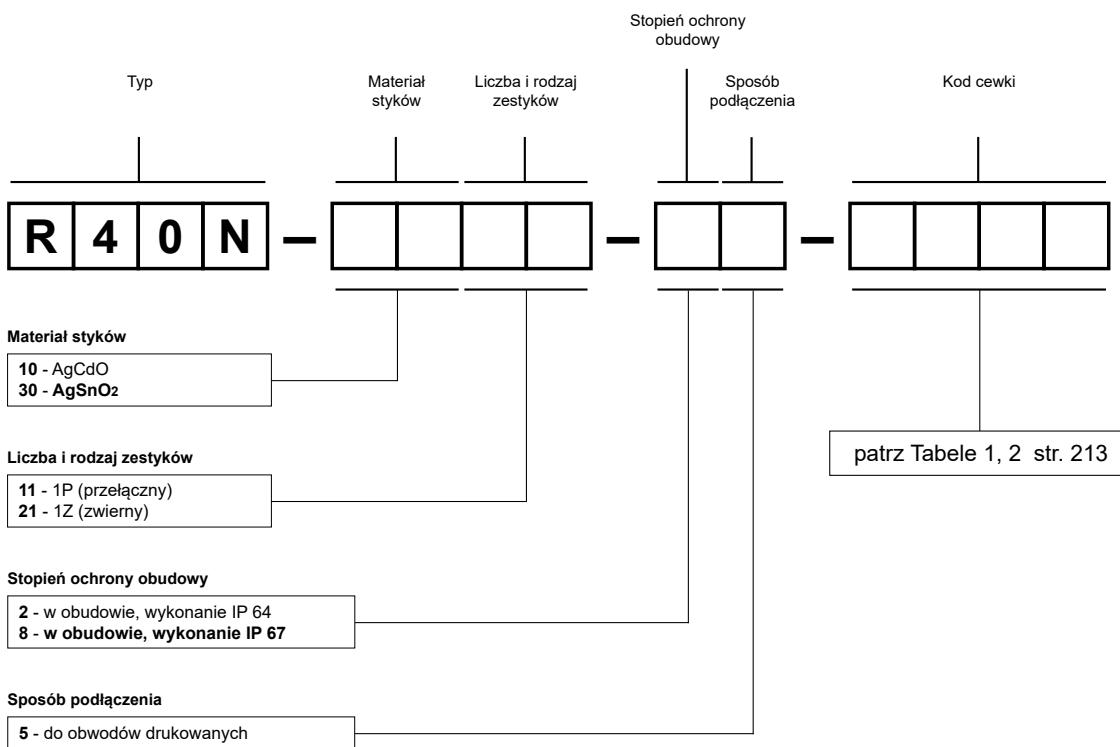 Stopień ochrony
obudowy
Typ
Materiał
styków
Liczba i rodzaj
zestyków
Sposób
podłączenia
Kod cewki
R 4 0 N – – –
Materiał styków
10 - AgCdO
30 - AgSnO2
patrz Tabele 1, 2 str. 213
Liczba i rodzaj zestyków
11 - 1P (przełączny)
21 - 1Z (zwierny)
Stopień ochrony obudowy
2 - w obudowie, wykonanie IP 64
8 - w obudowie, wykonanie IP 67
Sposób podłączenia
5 - do obwodów drukowanych